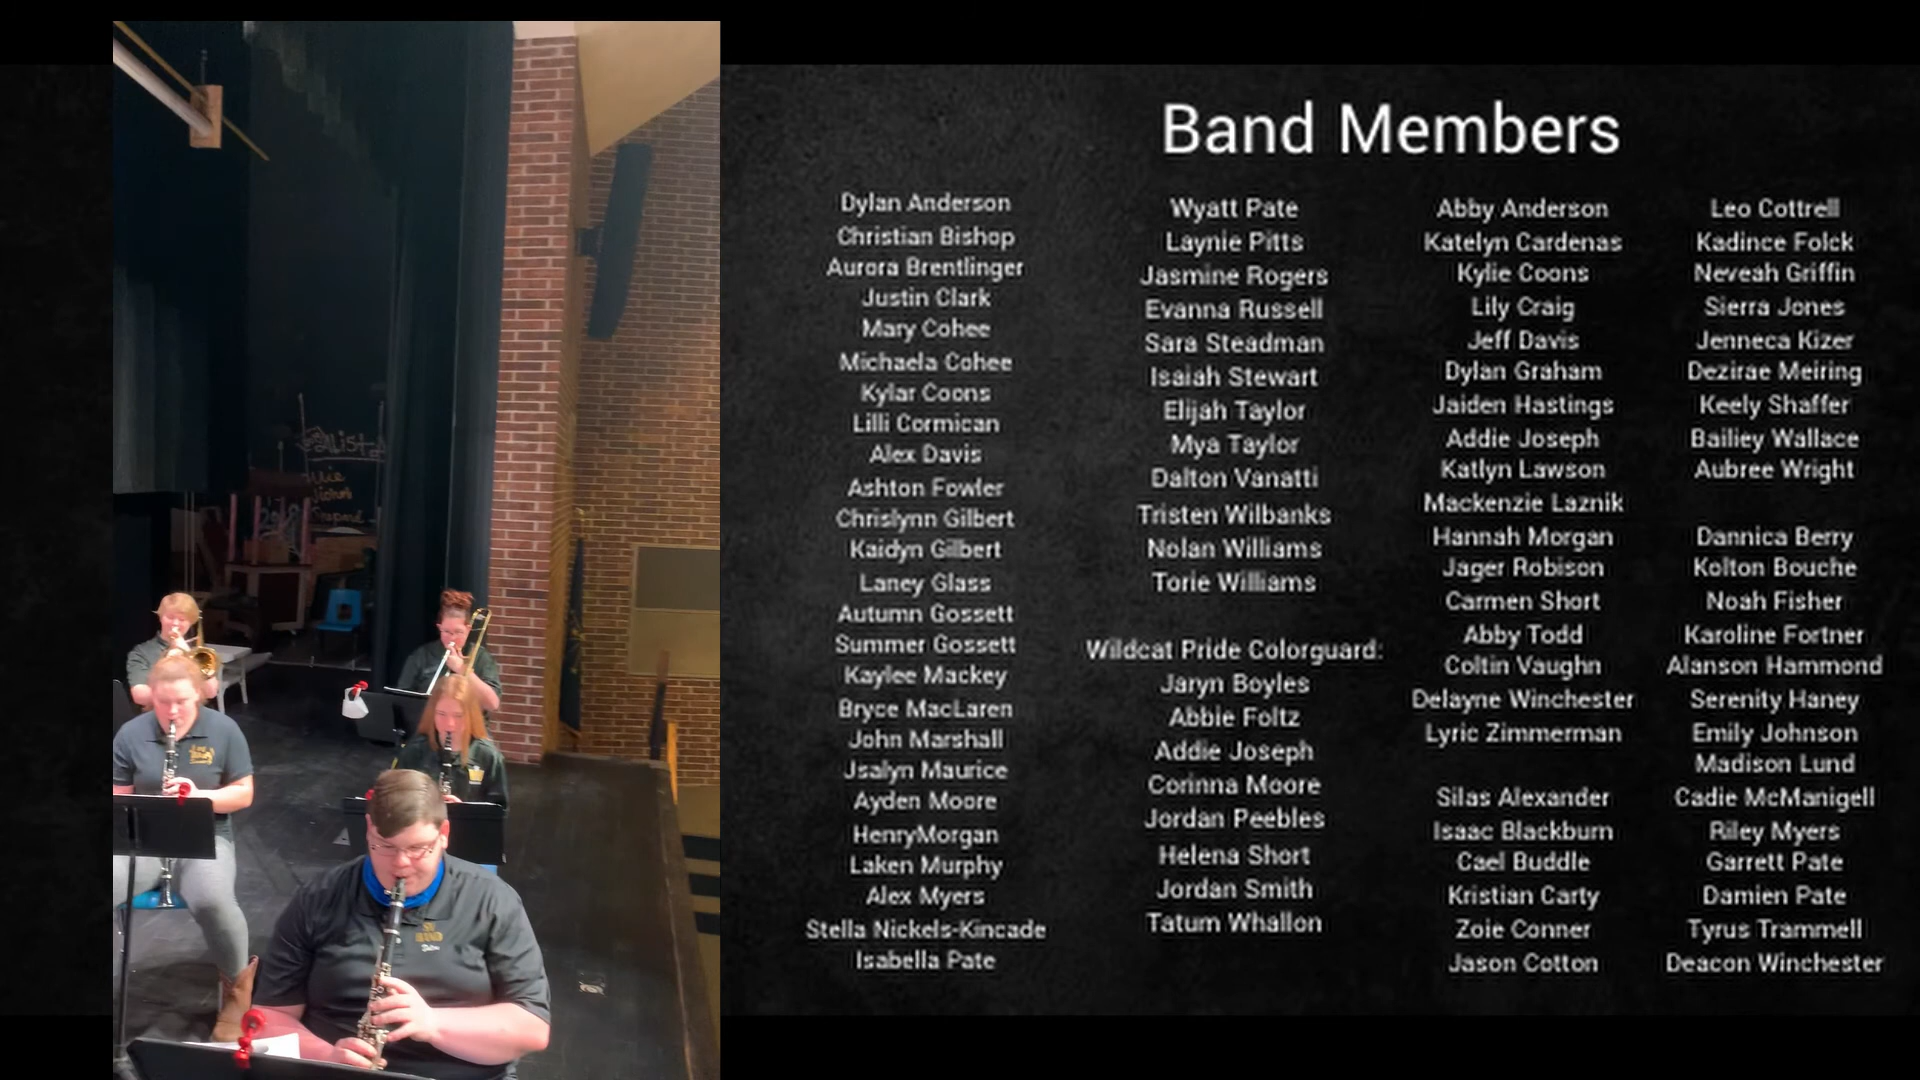 Band Members
Dylan Anderson
Christian Bishop
Aurora Brentlinger
Justin Clark
Mary Cohee
Michaela Cohee
Kylar Coons
Lilli Cormican
Alex Davis
Ashton Fowler
Chrislynn Gilbert
Kaidyn Gilbert
Laney Glass
Autumn Gossett
Summer Gossett
Kaylee Mackey
Bryce MacLaren
John Marshall
Jsalyn Maurice
Ayden Moore
HenryMorgan
Laken Murphy
Alex Myers
Stella Nickels-Kincade
Isabella Pate
Wyatt Pate
Laynie Pitts
Jasmine Rogers
Evanna Russell
Sara Steadman
Isaiah Stewart
Elijah Taylor
Mya Taylor
Dalton Vanatti
Tristen Wilbanks
Nolan Williams
Torie Williams
Wildcat Pride Colorguard:
Jaryn Boyles
Abbie Foltz
Addie Joseph
Corinna Moore
Jordan Peebles
Helena Short
Jordan Smith
Tatum Whallon
Abby Anderson
Katelyn Cardenas
Kylie Coons
Lily Craig
Jeff Davis
Dylan Graham
Jaiden Hastings
Addie Joseph
Katlyn Lawson
Mackenzie Laznik
Hannah Morgan
Jager Robison
Carmen Short
Abby Todd
Coltin Vaughn
Delayne Winchester
Lyric Zimmerman
Silas Alexander
Isaac Blackburn
Cael Buddle
Kristian Carty
Zoie Conner
Jason Cotton
Leo Cottrell
Kadince Folck
Neveah Griffin
Sierra Jones
Jenneca Kizer
Dezirae Meiring
Keely Shaffer
Bailiey Wallace
Aubree Wright
Dannica Berry
Kolton Bouche
Noah Fisher
Karoline Fortner
Alanson Hammond
Serenity Haney
Emily Johnson
Madison Lund
Cadie McManigell
Riley Myers
Garrett Pate
Damien Pate
Tyrus Trammell
Deacon Winchester
BAND